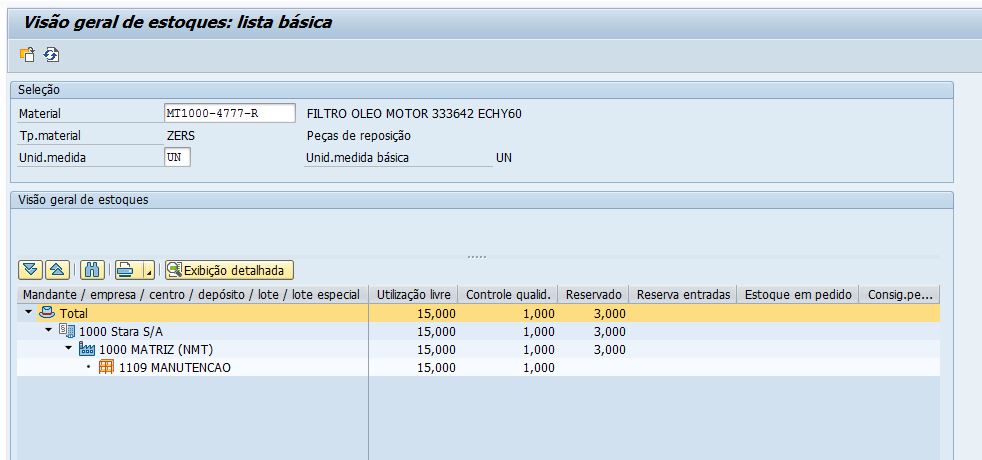 Visão geral de estoques: lista básica
Seleção
Material MT1000-4777-R FILTRO OLEO MOTOR 333642 ECHY60
Tp.material ZERS Peças de reposição
Unid.medida UN Unid.medida básica UN
Visão geral de estoques
Exibição detalhada
Mandante / empresa / centro / depósito / lote / lote especial Utilização livre Controle qualid. Reservado Reserva entradas Estoque em pedido Consig.pe...
Total 15,000 1,000 3,000
1000 Stara S/A 15,000 1,000 3,000
1000 MATRIZ (NMT) 15,000 1,000 3,000
1109 MANUTENCAO 15,000 1,000